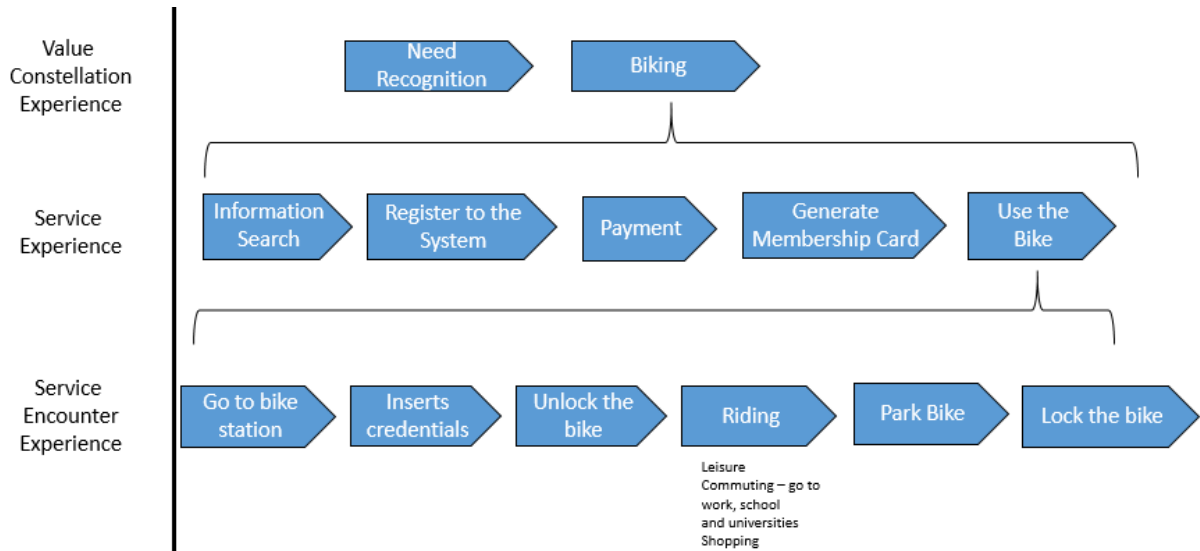 Value
Constellation
Experience
Need
Recognition
Biking
Service
Experience
Information
Search
Register to the
System
Payment
Generate
Membership Card
Use the
Bike
Service
Encounter
Experience
Go to bike
station
Inserts
credentials
Unlock the
bike
Riding
Park Bike
Lock the bike
Leisure
Commuting – go to
work, school
and universities
Shopping